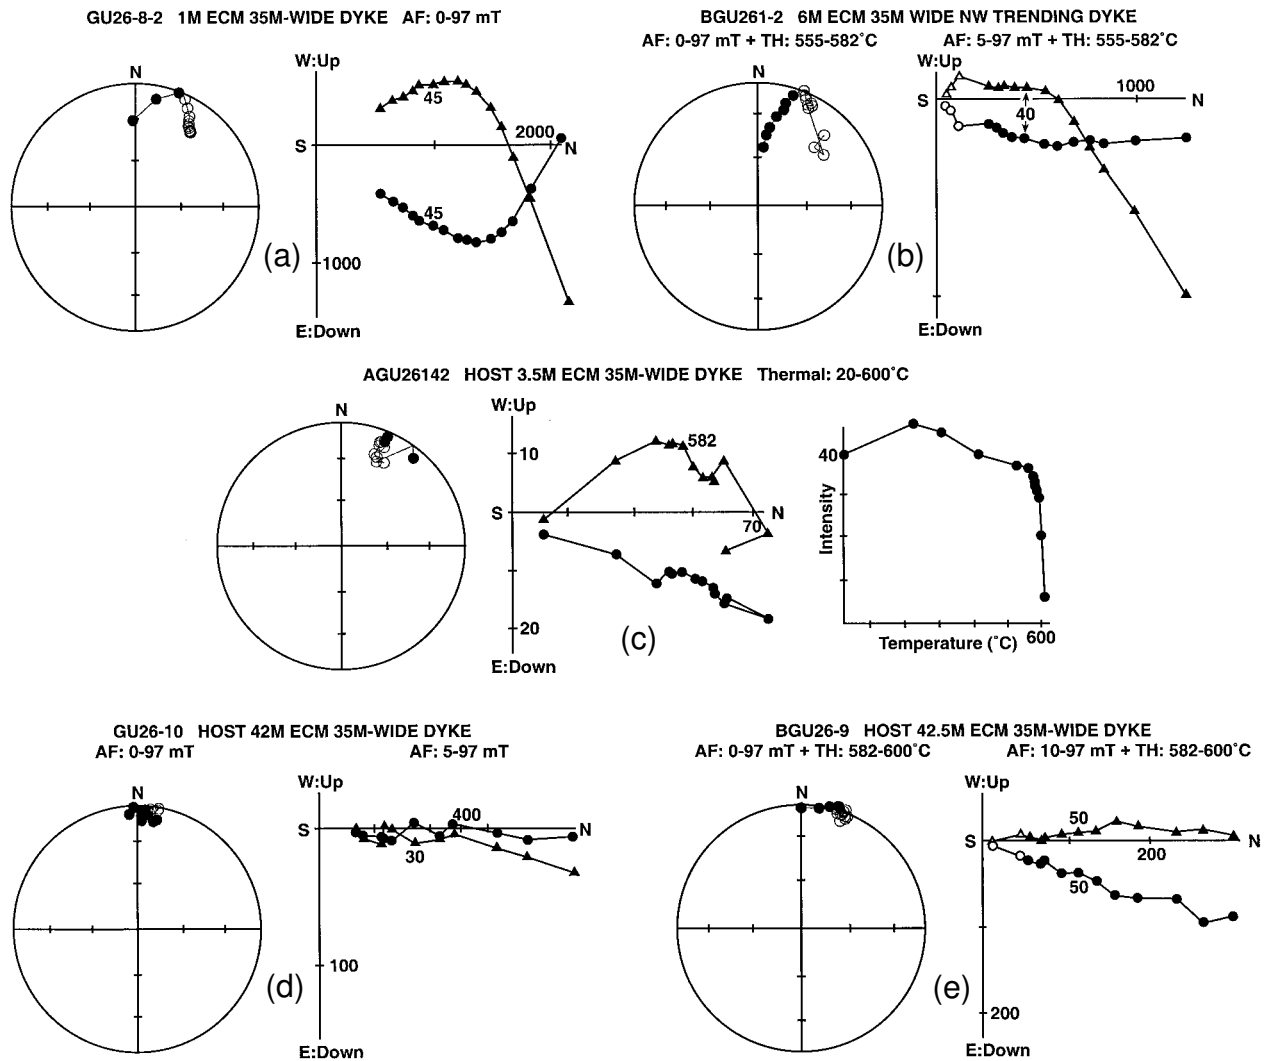 GU26-8-2 1M ECM 35M-WIDE DYKE AF: 0-97 mT
N
W:Up
45
2000
S
N
45
(a)
1000
E:Down
BGU261-2 6M ECM 35M WIDE NW TRENDING DYKE
AF: 0-97 mT + TH: 555-582˚C
AF: 5-97 mT + TH: 555-582˚C
N
W:Up
1000
S
N
40
(b)
E:Down
AGU26142 HOST 3.5M ECM 35M-WIDE DYKE Thermal: 20-600˚C
N
W:Up
10
582
S
N
70
20
(c)
E:Down
40
Intensity
Temperature (˚C) 600
GU26-10 HOST 42M ECM 35M-WIDE DYKE
AF: 0-97 mT
AF: 5-97 mT
N
W:Up
400
S
N
30
100
(d)
E:Down
BGU26-9 HOST 42.5M ECM 35M-WIDE DYKE
AF: 0-97 mT + TH: 582-600˚C
AF: 10-97 mT + TH: 582-600˚C
N
W:Up
50
S
N
200
50
(e)
200
E:Down